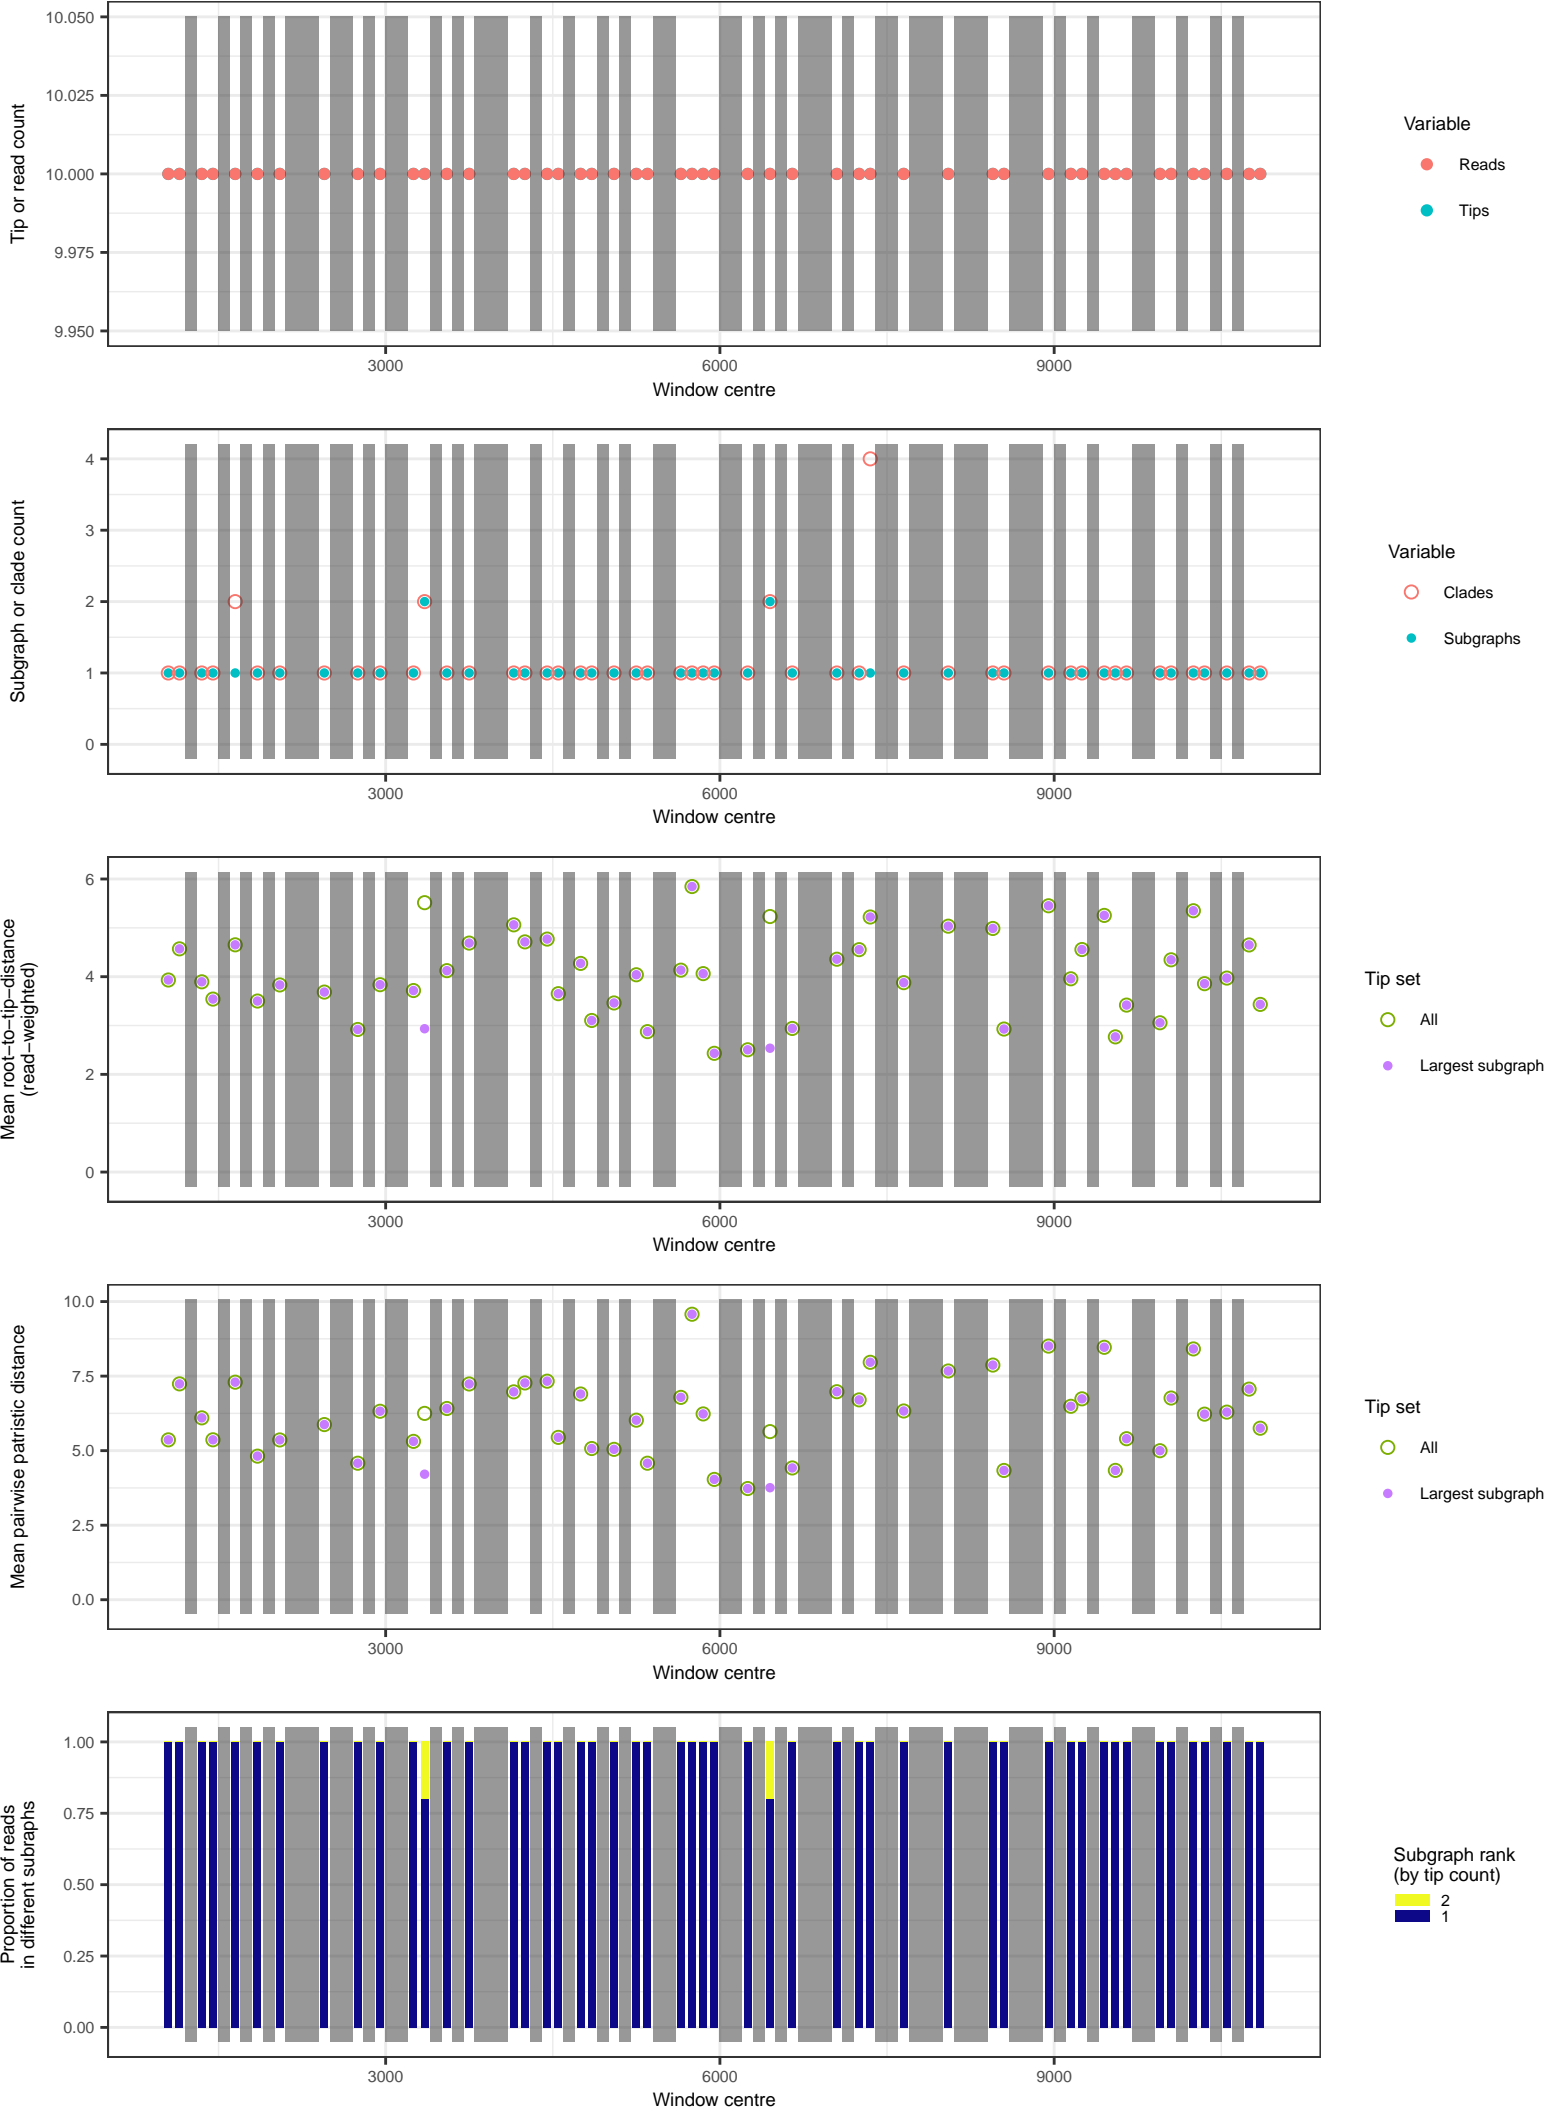 10.050
10.025
10.000
9.975
9.950
Tip or read count
3000
6000
9000
Window centre
Variable
Reads
Tips
4
3
2
1
0
Subgraph or clade count
3000
6000
9000
Window centre
Variable
Clades
Subgraphs
6
4
2
0
Mean root−to−tip−distance
(read−weighted)
3000
6000
9000
Window centre
Tip set
All
Largest subgraph
10.0
7.5
5.0
2.5
0.0
Mean pairwise patristic distance
3000
6000
9000
Window centre
Tip set
All
Largest subgraph
1.00
0.75
0.50
0.25
0.00
Proportion of reads
in different subraphs
3000
6000
9000
Window centre
Subgraph rank
(by tip count)
2
1